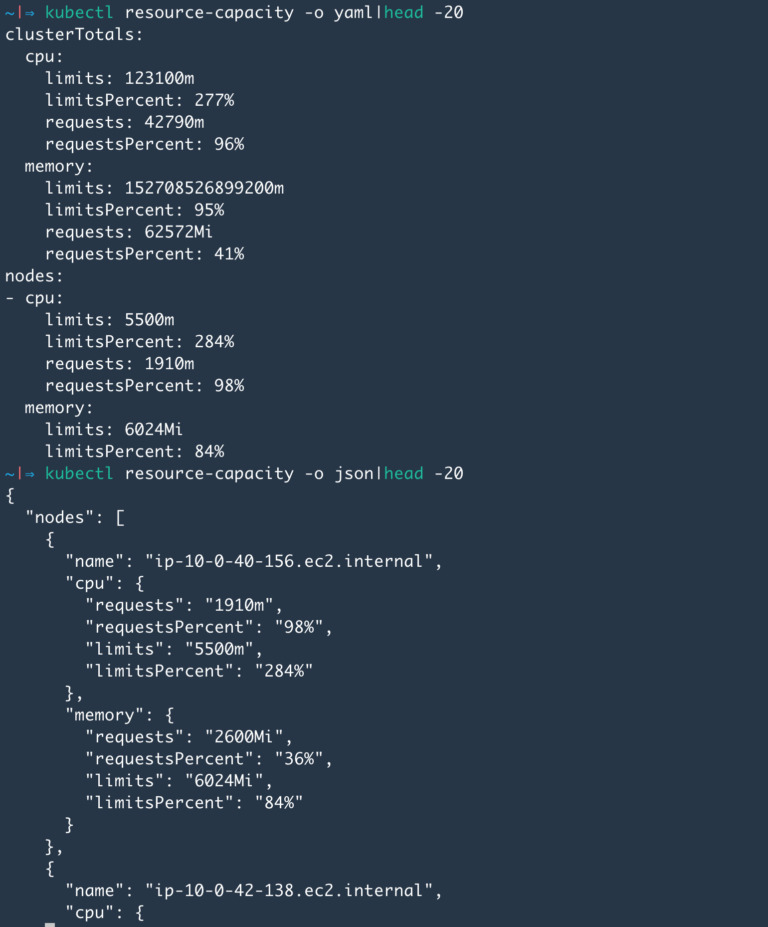 ~|⇒ kubectl resource-capacity -o yaml|head -20
clusterTotals:
  cpu:
    limits: 123100m
    limitsPercent: 277%
    requests: 42790m
    requestsPercent: 96%
  memory:
    limits: 152708526899200m
    limitsPercent: 95%
    requests: 62572Mi
    requestsPercent: 41%
nodes:
- cpu:
    limits: 5500m
    limitsPercent: 284%
    requests: 1910m
    requestsPercent: 98%
  memory:
    limits: 6024Mi
    limitsPercent: 84%
~|⇒ kubectl resource-capacity -o json|head -20
{
  "nodes": [
    {
      "name": "ip-10-0-40-156.ec2.internal",
      "cpu": {
        "requests": "1910m",
        "requestsPercent": "98%",
        "limits": "5500m",
        "limitsPercent": "284%"
      },
      "memory": {
        "requests": "2600Mi",
        "requestsPercent": "36%",
        "limits": "6024Mi",
        "limitsPercent": "84%"
      }
    },
    {
      "name": "ip-10-0-42-138.ec2.internal",
      "cpu": {